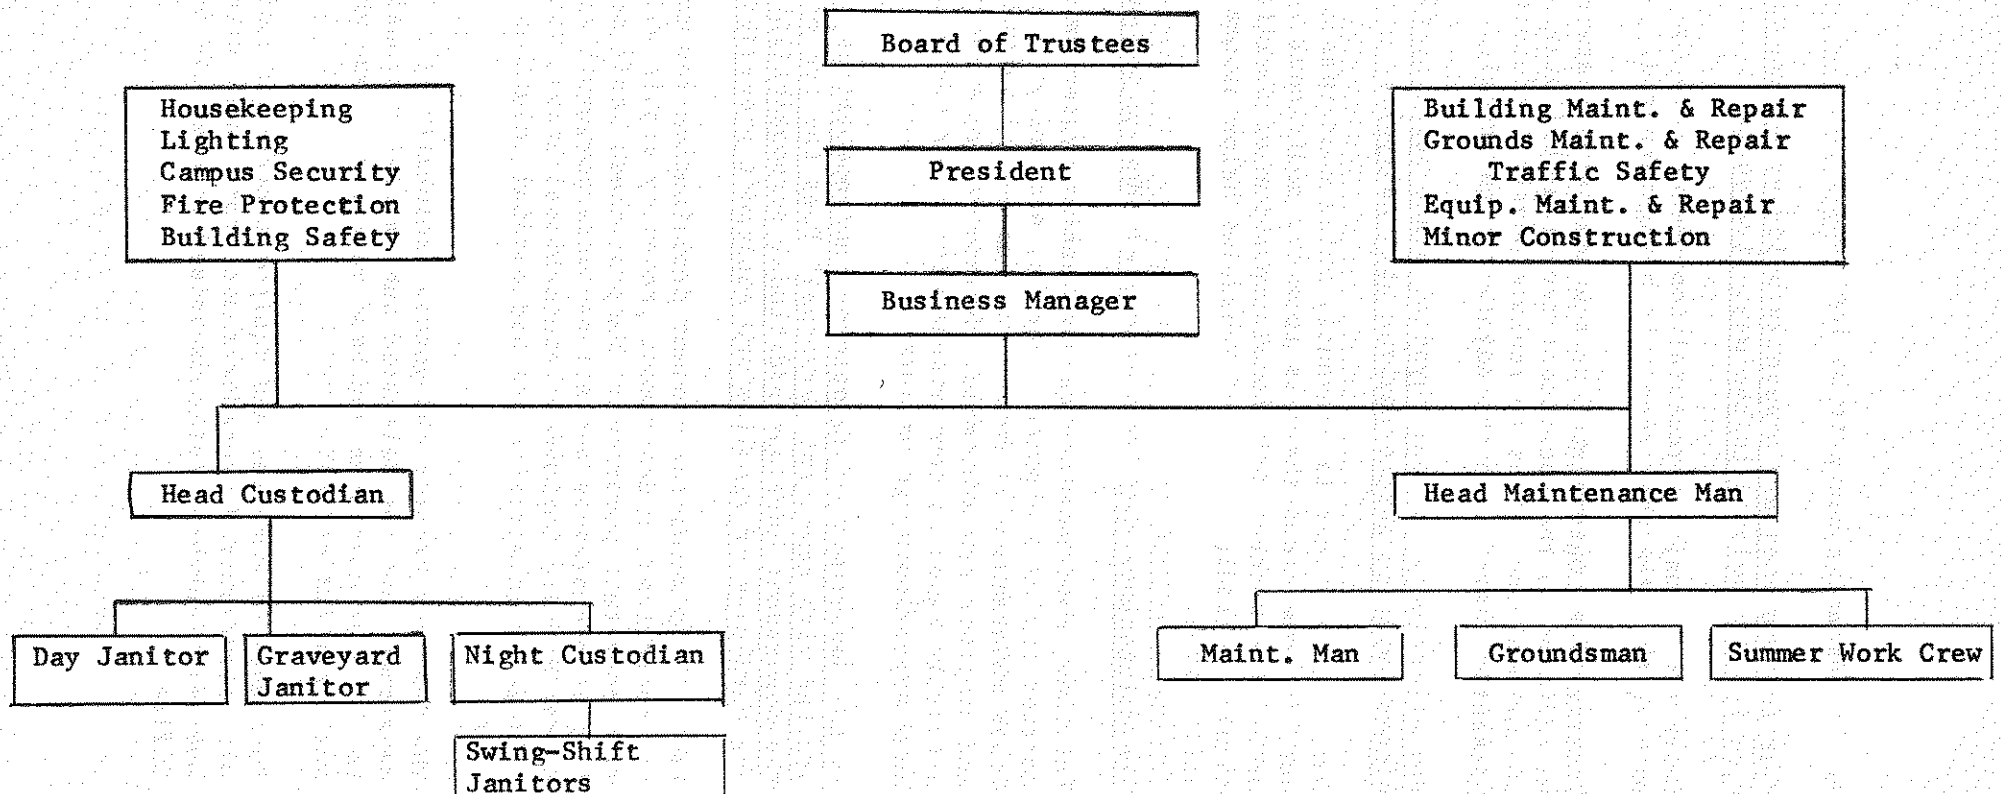 Board of Trustees
Housekeeping
Lighting
Campus Security
Fire Protection
Building Safety
President
Building Maint. & Repair
Grounds Maint. & Repair
Traffic Safety
Equip. Maint. & Repair
Minor Construction
Business Manager
Head Custodian
Head Maintenance Man
Day Janitor
Graveyard
Janitor
Night Custodian
Swing-Shift
Janitors
Maint. Man
Groundsman
Summer Work Crew